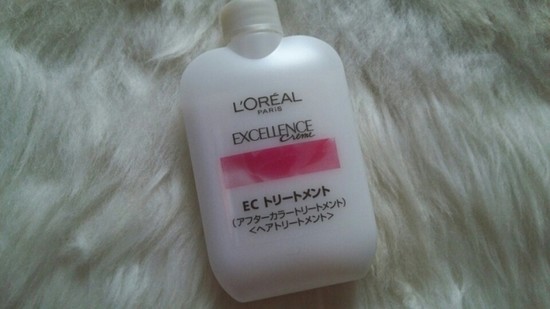 L'ORÉAL
PARIS
EXCELLENCE
Creme
EC トリートメント
(アフターカラートリートメント)
<ヘアトリートメント>